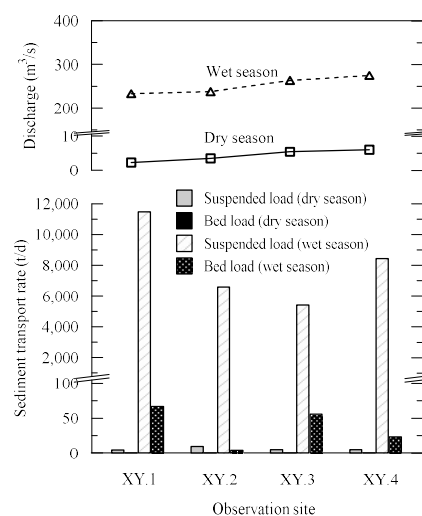 400
300
200
10
0
Discharge (m³/s)
Wet season
Dry season
Suspended load (dry season)
Bed load (dry season)
Suspended load (wet season)
Bed load (wet season)
12,000
10,000
8,000
6,000
4,000
2,000
100
50
0
Sediment transport rate (t/d)
XY.1 XY.2 XY.3 XY.4
Observation site